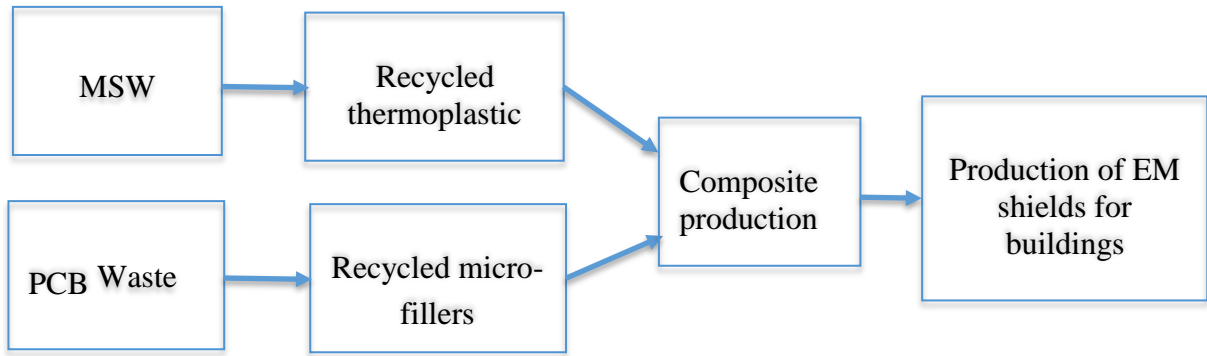 MSW
Recycled
thermoplastic
PCB Waste
Recycled micro-
fillers
Composite
production
Production of EM
shields for
buildings